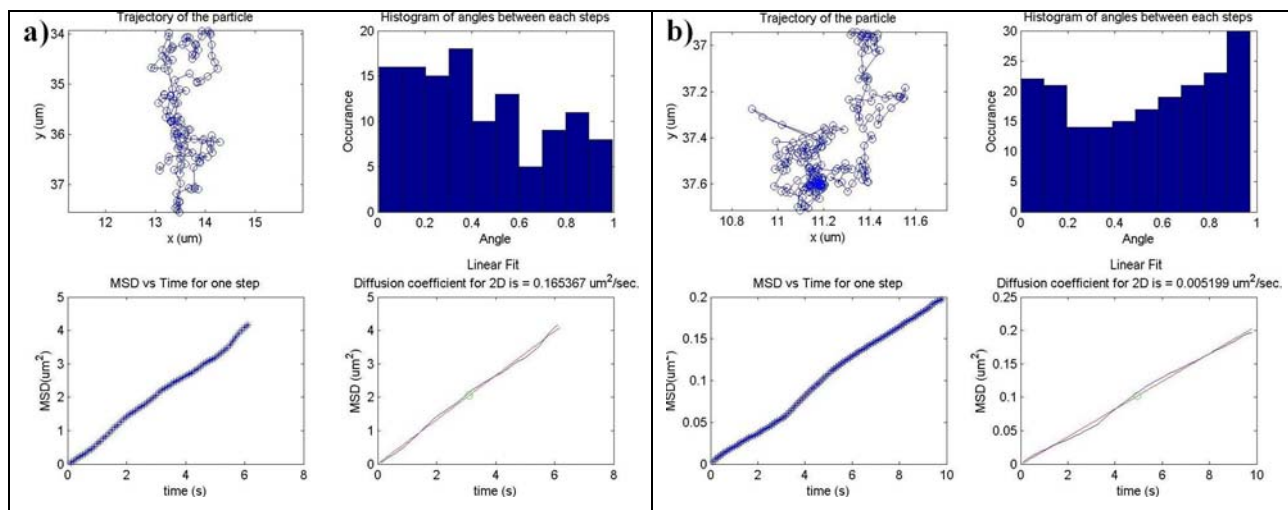 a)
Trajectory of the particle
34
35
36
37
y (um)
12 13 14 15
x (um)
Histogram of angles between each steps
20
15
10
5
0
Occurance
0 0.2 0.4 0.6 0.8 1
Angle
MSD vs Time for one step
5
4
3
2
1
0
MSD(um²)
0 2 4 6 8
time (s)
Linear Fit
Diffusion coefficient for 2D is = 0.165367 um²/sec.
5
4
3
2
1
0
MSD (um²)
0 2 4 6 8
time (s)
b)
Trajectory of the particle
37
37.2
37.4
37.6
y (um)
10.8 11 11.2 11.4 11.6
x (um)
Histogram of angles between each steps
30
25
20
15
10
5
0
Occurance
0 0.2 0.4 0.6 0.8 1
Angle
MSD vs Time for one step
0.2
0.15
0.1
0.05
0
MSD(um²)
0 2 4 6 8 10
time (s)
Linear Fit
Diffusion coefficient for 2D is = 0.005199 um²/sec.
0.25
0.2
0.15
0.1
0.05
0
MSD (um²)
0 2 4 6 8 10
time (s)